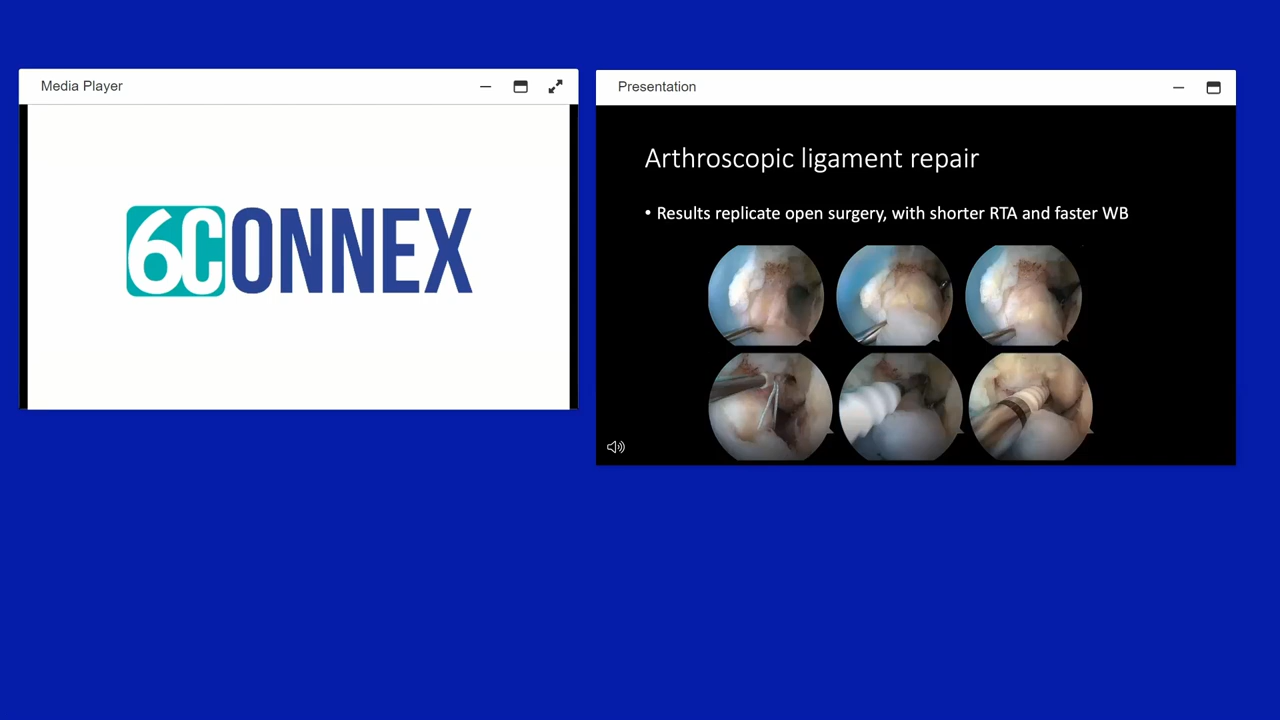 Media Player
6CONNEX
Presentation
Arthroscopic ligament repair
• Results replicate open surgery, with shorter RTA and faster WB